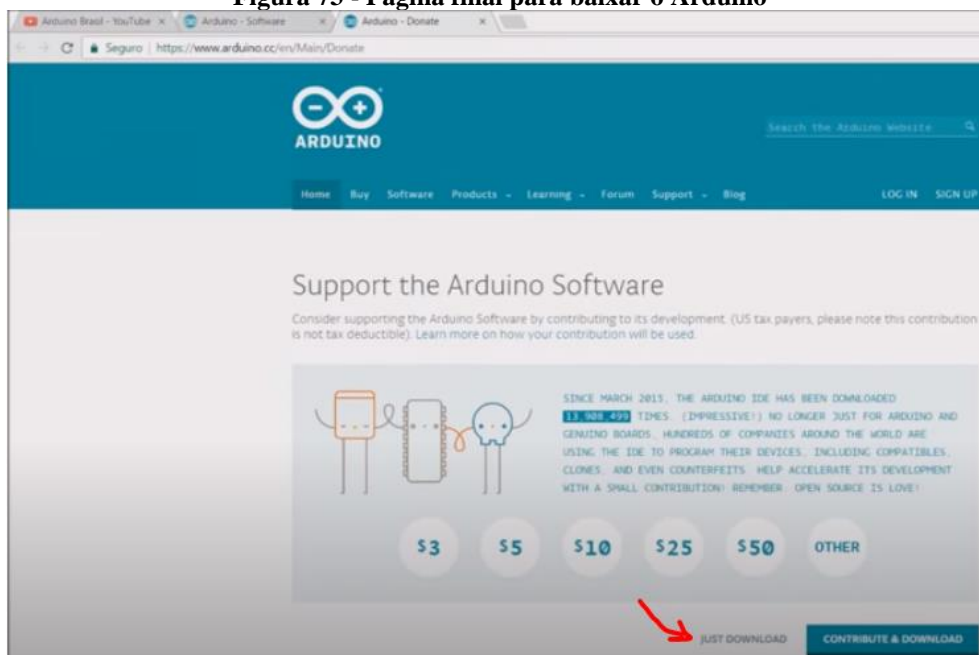 Figura 75 - Página final para baixar o Arduino
Arduino Brasil - YouTube
Arduino - Software
Arduino - Donate
Seguro
https://www.arduino.cc/en/Main/Donate
ARDUINO
Search the Arduino Website
Home Buy Software Products Learning Forum Support Blog LOG IN SIGN UP
Support the Arduino Software
Consider supporting the Arduino Software by contributing to its development. (US tax payers, please note this contribution
is not tax deductible). Learn more on how your contribution will be used.
SINCE MARCH 2015, THE ARDUINO IDE HAS BEEN DOWNLOADED
13.908.499 TIMES. (IMPRESSIVE!) NO LONGER JUST FOR ARDUINO AND
GENUINO BOARDS, HUNDREDS OF COMPANIES AROUND THE WORLD ARE
USING THE IDE TO PROGRAM THEIR DEVICES, INCLUDING COMPATIBLES,
CLONES, AND EVEN COUNTERFEITS. HELP ACCELERATE ITS DEVELOPMENT
WITH A SMALL CONTRIBUTION! REMEMBER: OPEN SOURCE IS LOVE!
$3 $5 $10 $25 $50 OTHER
JUST DOWNLOAD CONTRIBUTE & DOWNLOAD